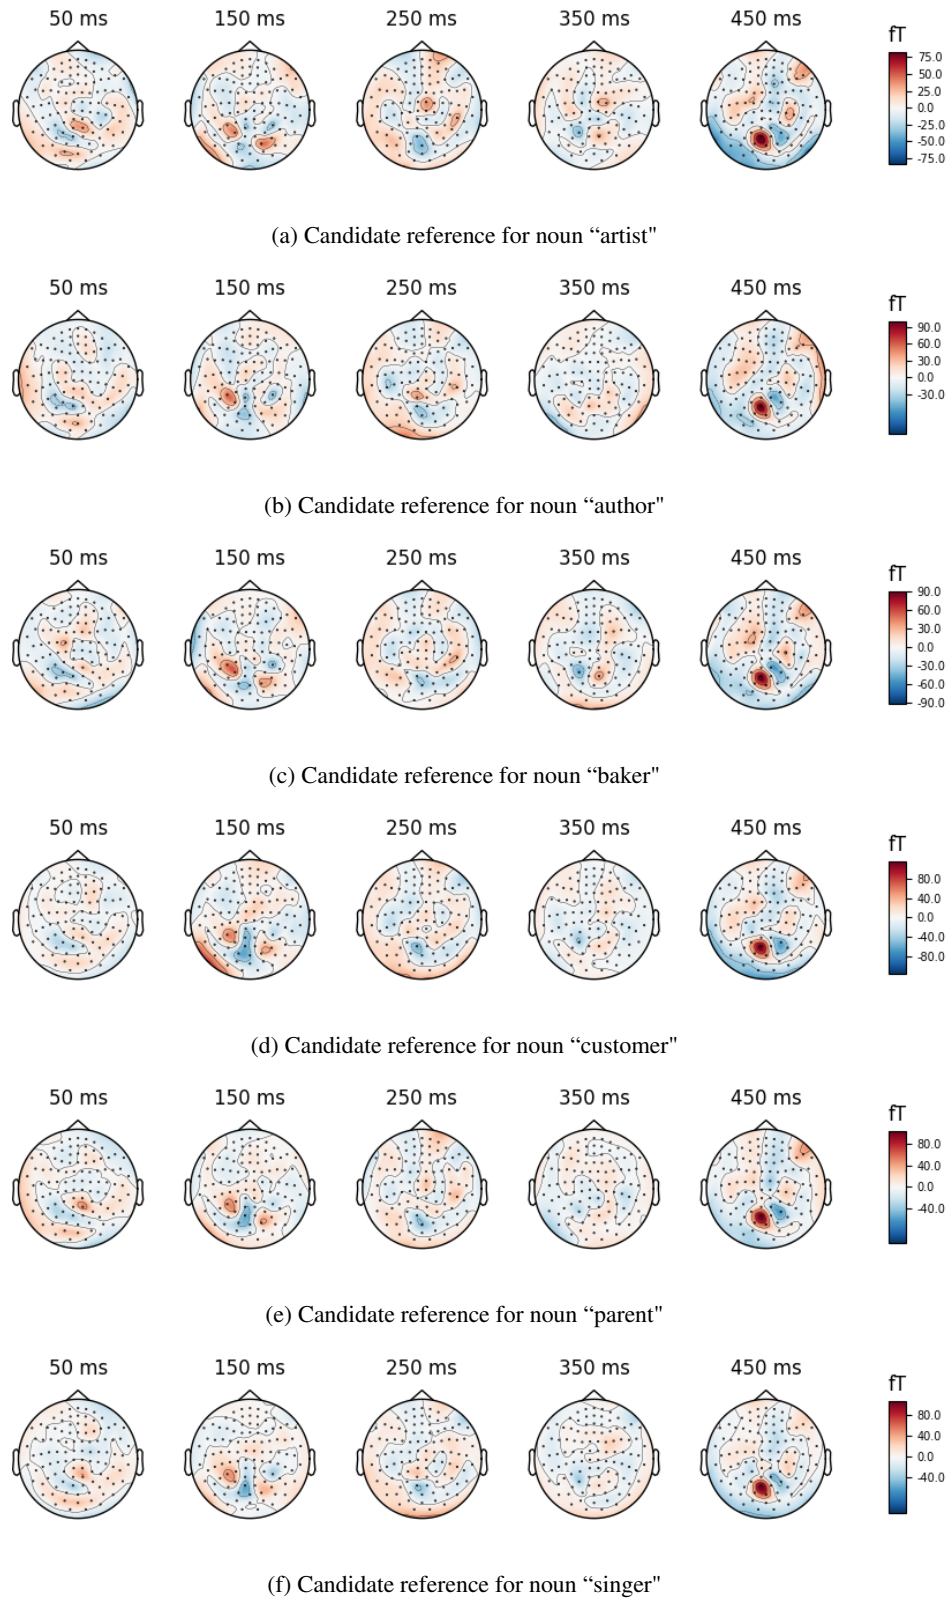 50 ms 150 ms 250 ms 350 ms 450 ms
fT
75.0
50.0
25.0
0.0
-25.0
-50.0
-75.0
(a) Candidate reference for noun “artist"
50 ms 150 ms 250 ms 350 ms 450 ms
fT
90.0
60.0
30.0
0.0
-30.0
(b) Candidate reference for noun “author"
50 ms 150 ms 250 ms 350 ms 450 ms
fT
90.0
60.0
30.0
0.0
-30.0
-60.0
-90.0
(c) Candidate reference for noun “baker"
50 ms 150 ms 250 ms 350 ms 450 ms
fT
80.0
40.0
0.0
-40.0
-80.0
(d) Candidate reference for noun “customer"
50 ms 150 ms 250 ms 350 ms 450 ms
fT
80.0
40.0
0.0
-40.0
(e) Candidate reference for noun “parent"
50 ms 150 ms 250 ms 350 ms 450 ms
fT
80.0
40.0
0.0
-40.0
(f) Candidate reference for noun “singer"